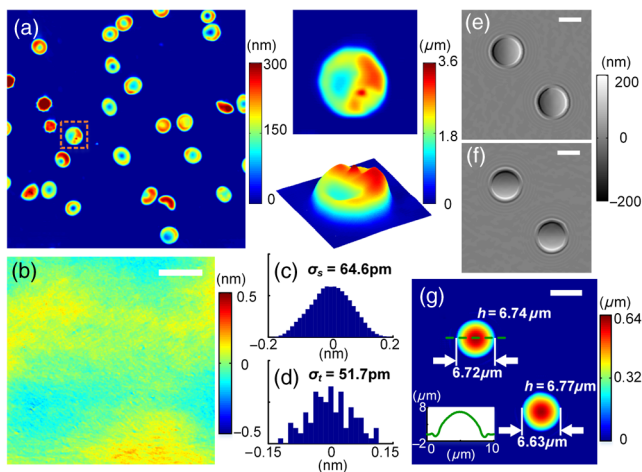 (a)
(nm)
300
150
0
(μm)
3.6
1.8
0
(e)
(nm)
200
0
−200
(f)
(b)
(nm)
0.5
0
−0.5
(c)
σs = 64.6pm
−0.2
0
0.2
(nm)
(d)
σt = 51.7pm
−0.15
0
0.15
(nm)
(g)
h = 6.74 μm
6.72μm
h = 6.77μm
6.63μm
(μm)
8
−2
0
10
(μm)
(μm)
0.64
0.32
0